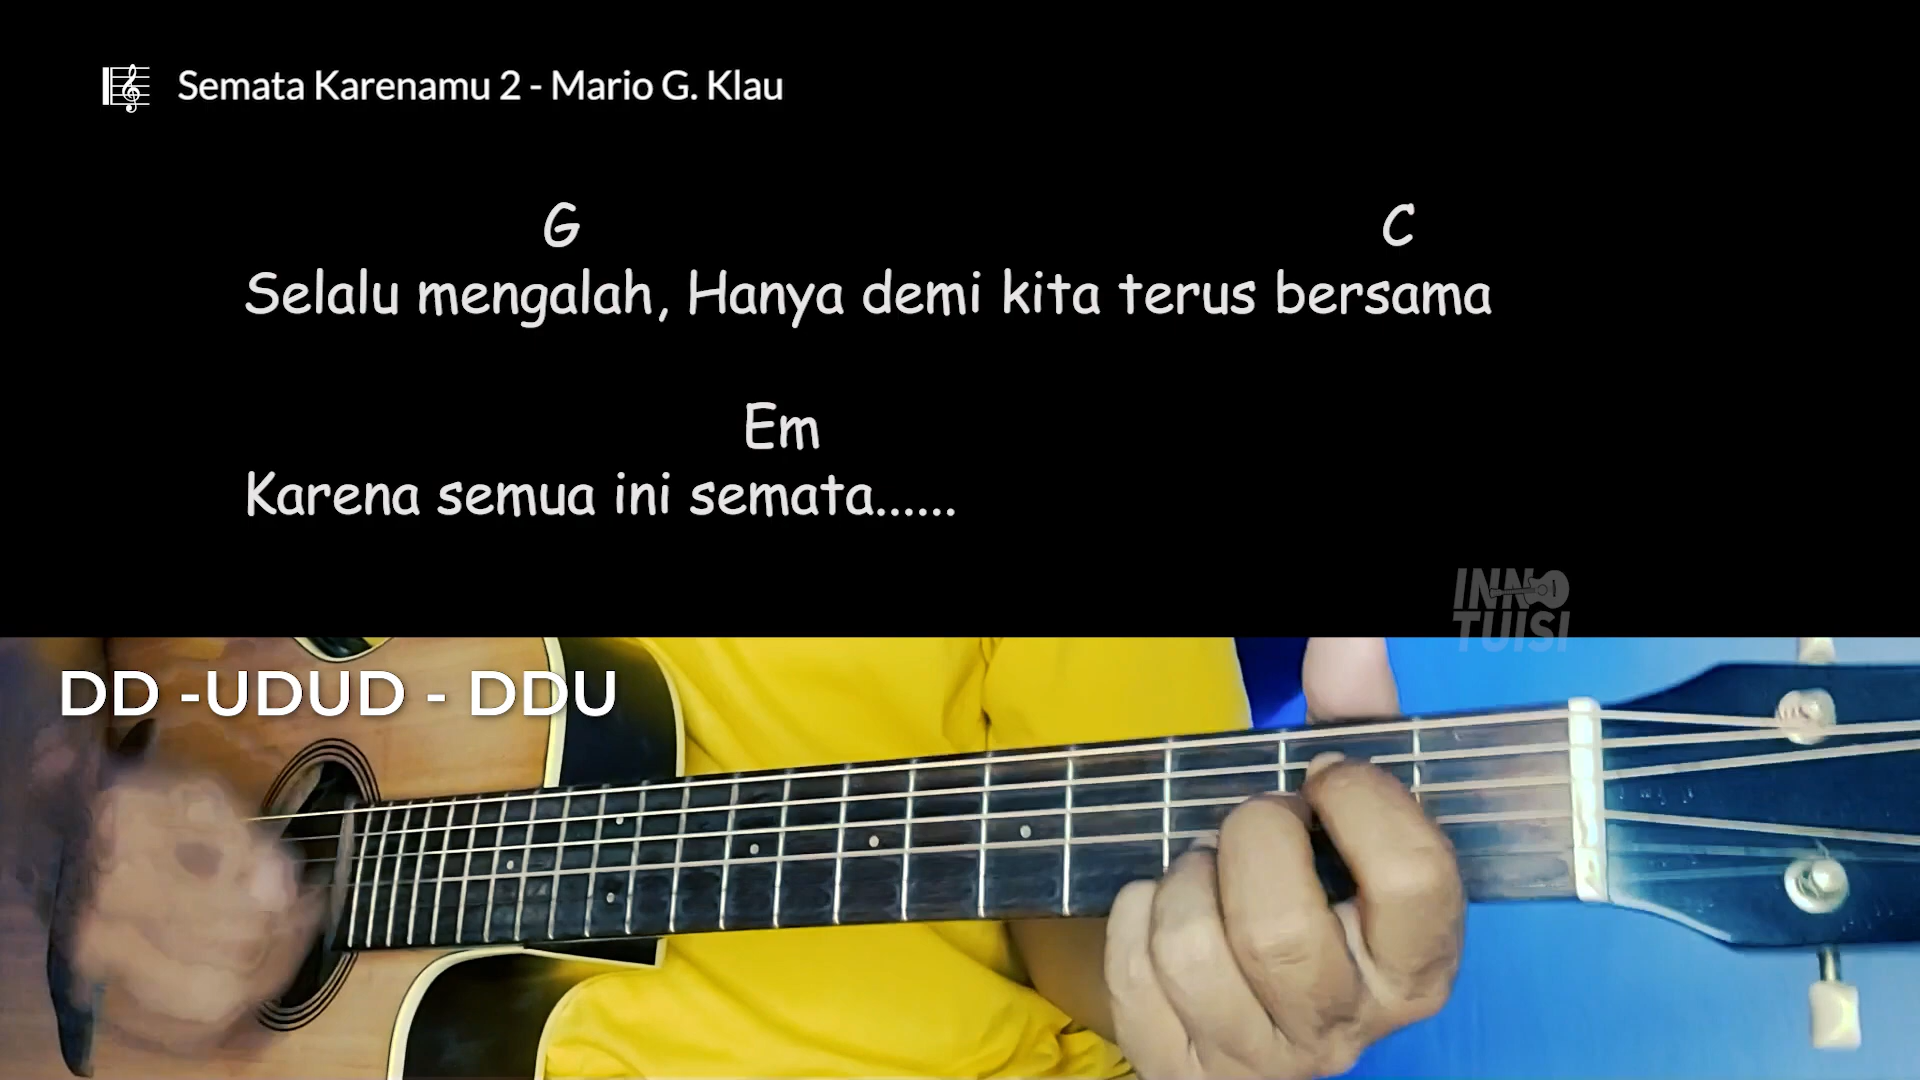 Semata Karenamu 2 - Mario G. Klau
G C
Selalu mengalah, Hanya demi kita terus bersama
Em
Karena semua ini semata......
INNO
TUISI
DD -UDUD - DDU